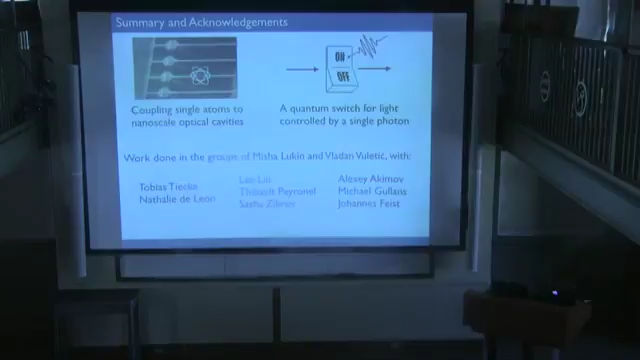 Summary and Acknowledgements
ON
OFF
Coupling single atoms to
nanoscale optical cavities
A quantum switch for light
controlled by a single photon
Work done in the groups of Misha Lukin and Vladan Vuletic, with:
Tobias Tiecke
Nathalie de Leon
Lee Liu
Thibault Peyronel
Sasha Zibrov
Alexey Akimov
Michael Gullans
Johannes Feist